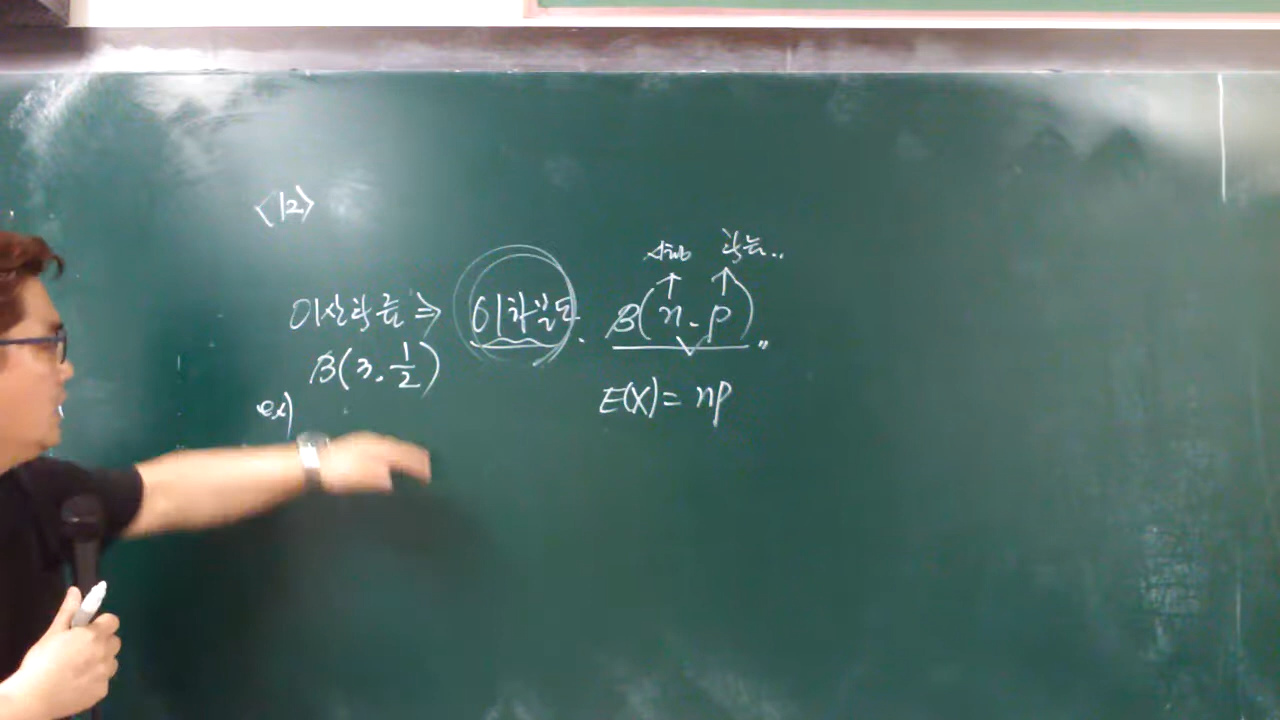 <12>
시행 확률..
이산확률 ⇒ 이항분포. B(n, p) 〃
B(3, 1/2)
E(X) = np
ex)